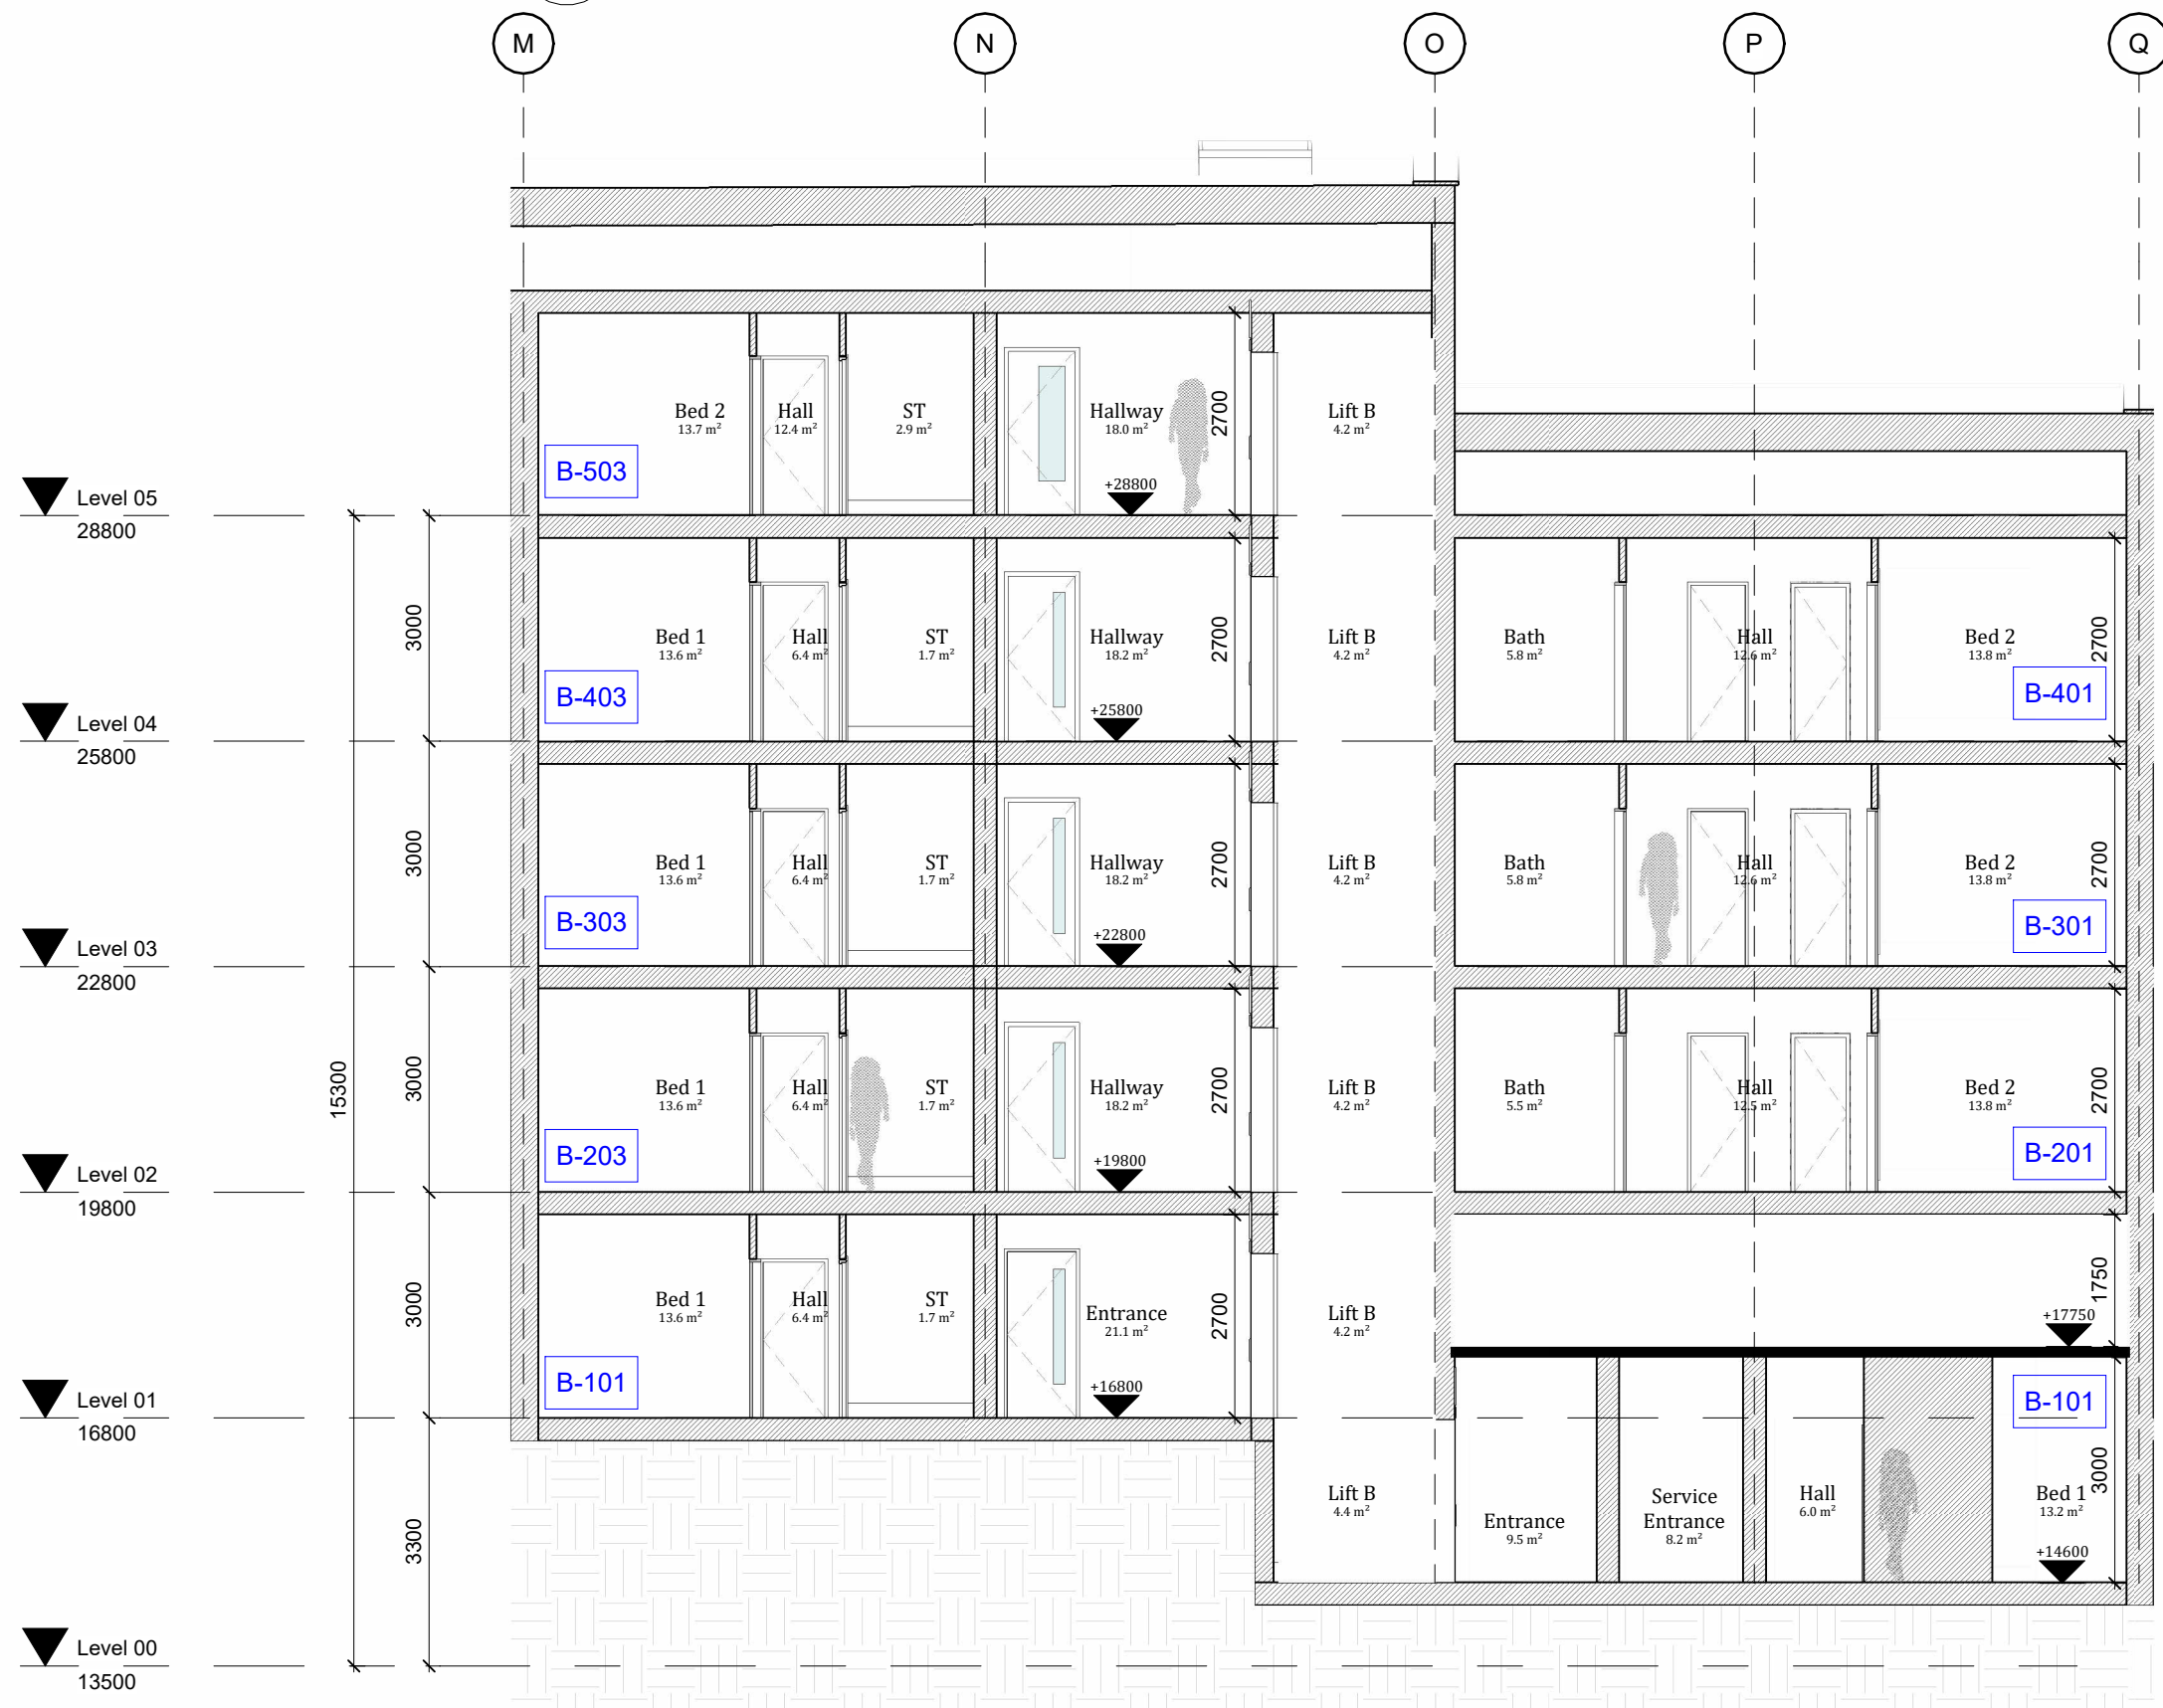 M
N
O
P
Q
Bed 2
13.7 m²
Hall
12.4 m²
ST
2.9 m²
Hallway
18.0 m²
2700
Lift B
4.2 m²
B-503
+28800
Level 05
28800
3000
Bed 1
13.6 m²
Hall
6.4 m²
ST
1.7 m²
Hallway
18.2 m²
2700
Lift B
4.2 m²
Bath
5.8 m²
Hall
12.6 m²
Bed 2
13.8 m²
2700
B-403
B-401
+25800
Level 04
25800
3000
Bed 1
13.6 m²
Hall
6.4 m²
ST
1.7 m²
Hallway
18.2 m²
2700
Lift B
4.2 m²
Bath
5.8 m²
Hall
12.6 m²
Bed 2
13.8 m²
2700
B-303
B-301
+22800
Level 03
22800
15300
3000
Bed 1
13.6 m²
Hall
6.4 m²
ST
1.7 m²
Hallway
18.2 m²
2700
Lift B
4.2 m²
Bath
5.5 m²
Hall
12.5 m²
Bed 2
13.8 m²
2700
B-203
B-201
+19800
Level 02
19800
3000
Bed 1
13.6 m²
Hall
6.4 m²
ST
1.7 m²
Entrance
21.1 m²
2700
Lift B
4.2 m²
1750
+17750
B-101
B-101
+16800
Level 01
16800
3300
Lift B
4.4 m²
Entrance
9.5 m²
Service
Entrance
8.2 m²
Hall
6.0 m²
Bed 1
13.2 m²
3000
+14600
Level 00
13500